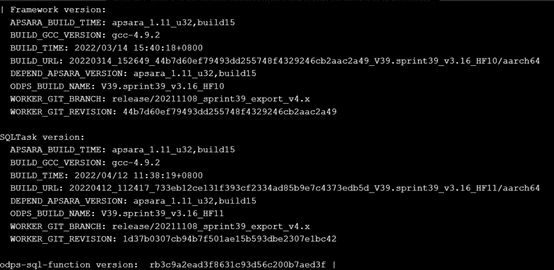 | Framework version:
APSARA_BUILD_TIME: apsara_1.11_u32,build15
BUILD_GCC_VERSION: gcc-4.9.2
BUILD_TIME: 2022/03/14 15:40:18+0800
BUILD_URL: 20220314_152649_44b7d60ef79493dd255748f4329246cb2aac2a49_V39.sprint39_v3.16_HF10/aarch64
DEPEND_APSARA_VERSION: apsara_1.11_u32,build15
ODPS_BUILD_NAME: V39.sprint39_v3.16_HF10
WORKER_GIT_BRANCH: release/20211108_sprint39_export_v4.x
WORKER_GIT_REVISION: 44b7d60ef79493dd255748f4329246cb2aac2a49
SQLTask version:
APSARA_BUILD_TIME: apsara_1.11_u32,build15
BUILD_GCC_VERSION: gcc-4.9.2
BUILD_TIME: 2022/04/12 11:38:19+0800
BUILD_URL: 20220412_112417_733eb12ce131f393cf2334ad85b9e7c4373edb5d_V39.sprint39_v3.16_HF11/aarch64
DEPEND_APSARA_VERSION: apsara_1.11_u32,build15
ODPS_BUILD_NAME: V39.sprint39_v3.16_HF11
WORKER_GIT_BRANCH: release/20211108_sprint39_export_v4.x
WORKER_GIT_REVISION: 1d37b0307cb94b7f501ae15b593dbe2307e1bc42
odps-sql-function version: rb3c9a2ead3f8631c93d56c200b7aed3f |